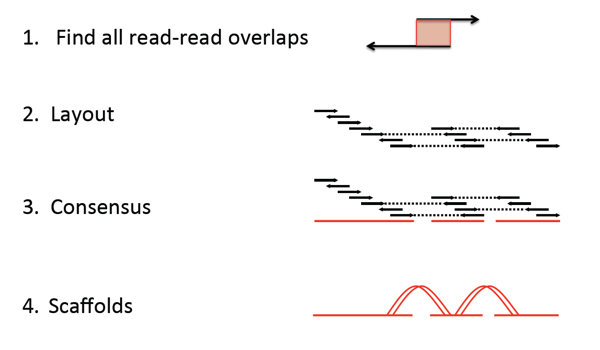 1. Find all read-read overlaps
2. Layout
3. Consensus
4. Scaffolds